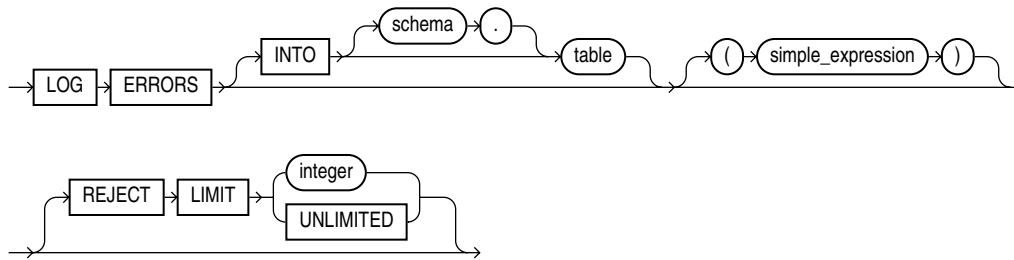 schema .
INTO table ( simple_expression )
LOG ERRORS
integer
REJECT LIMIT
UNLIMITED